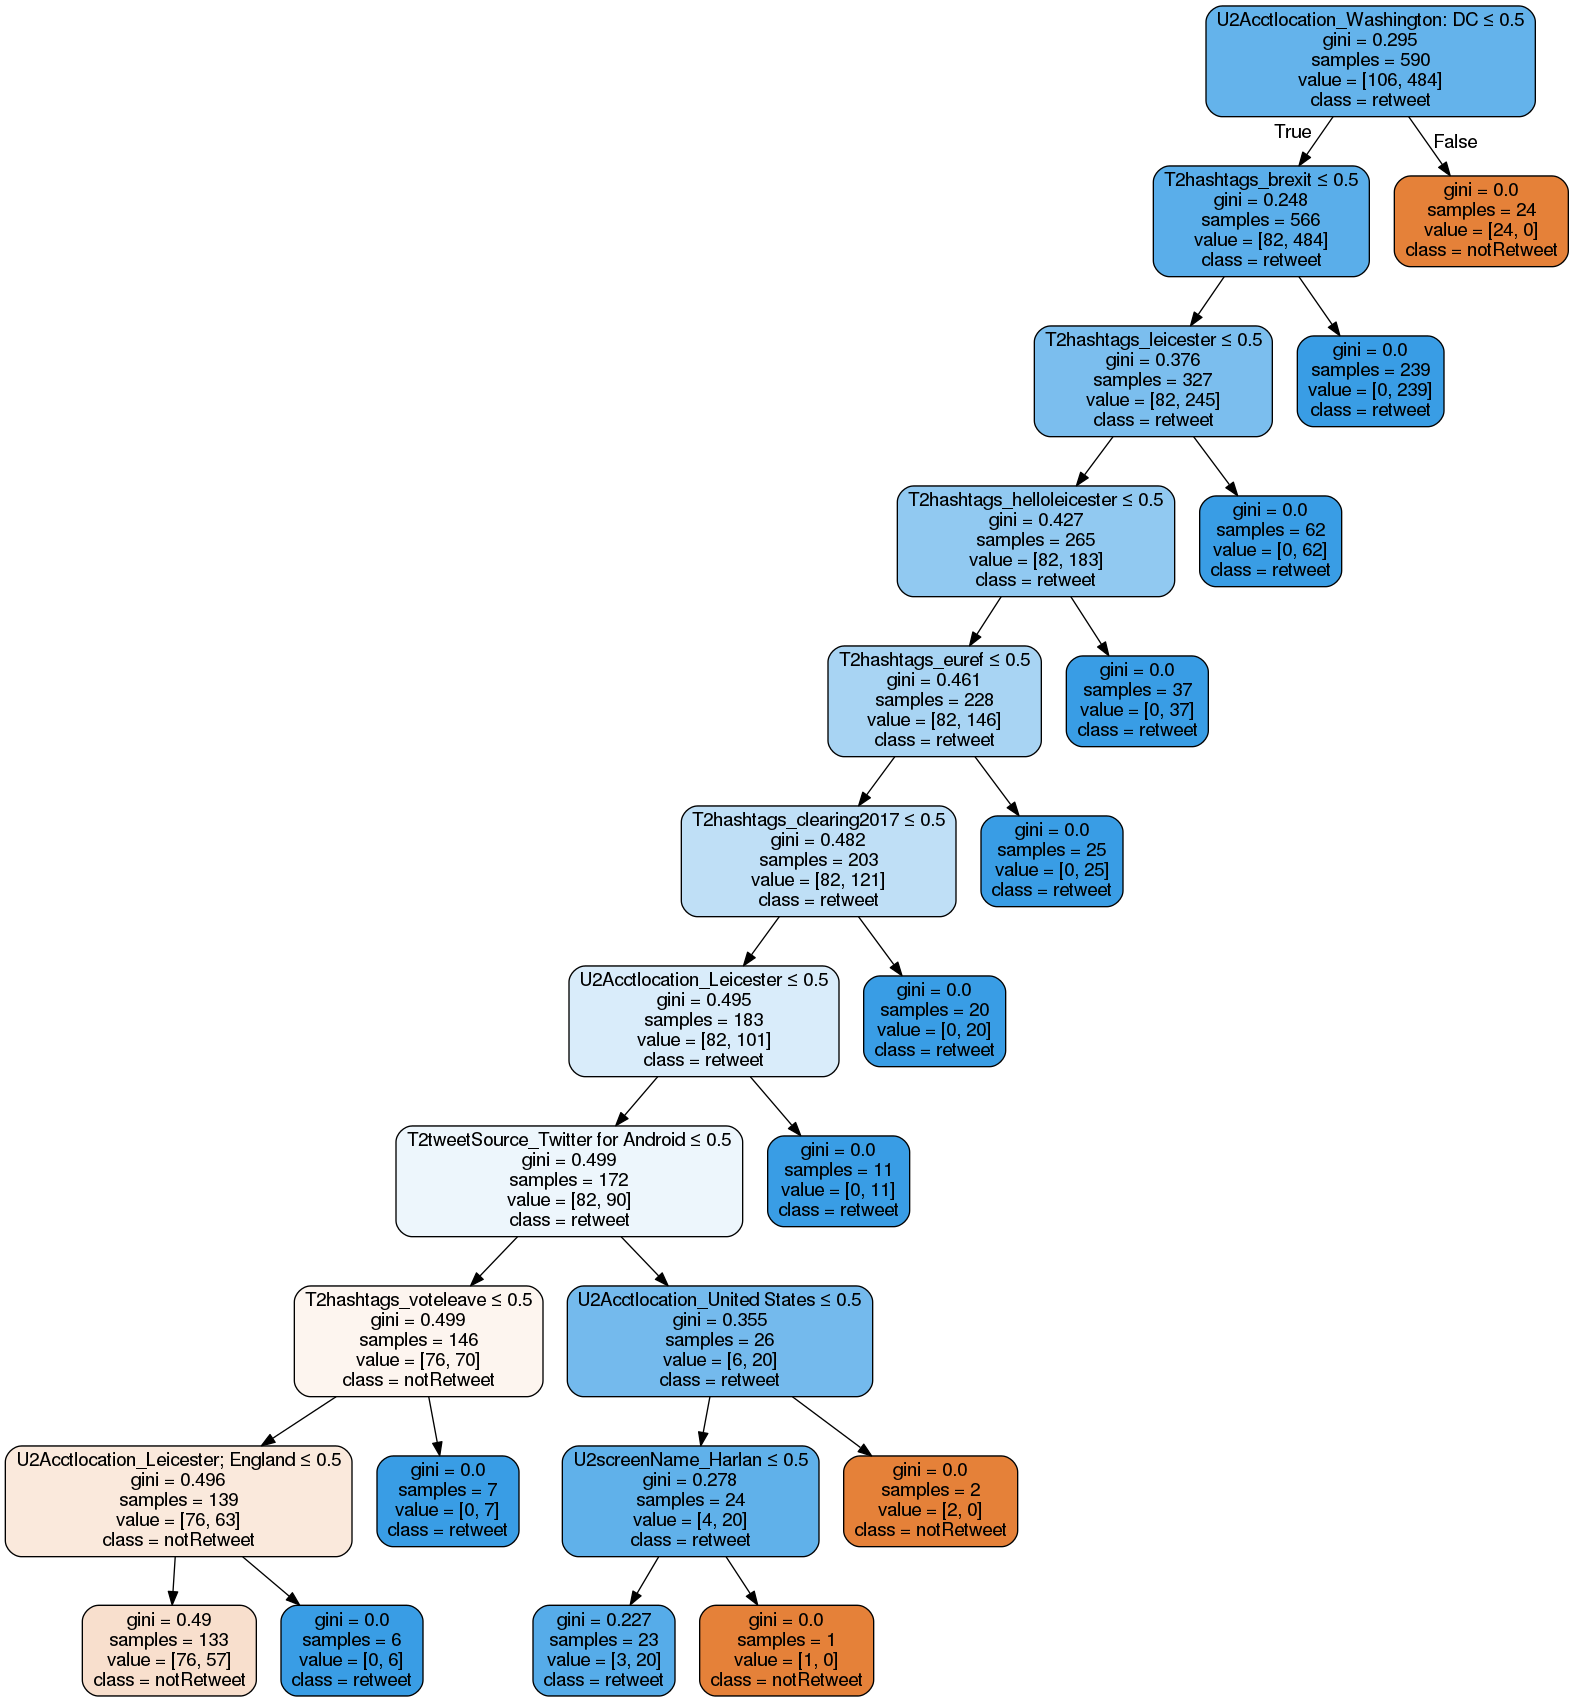 U2Acctlocation_Washington: DC ≤ 0.5
gini = 0.295
samples = 590
value = [106, 484]
class = retweet
True
False
T2hashtags_brexit ≤ 0.5
gini = 0.248
samples = 566
value = [82, 484]
class = retweet
gini = 0.0
samples = 24
value = [24, 0]
class = notRetweet
T2hashtags_leicester ≤ 0.5
gini = 0.376
samples = 327
value = [82, 245]
class = retweet
gini = 0.0
samples = 239
value = [0, 239]
class = retweet
T2hashtags_helloleicester ≤ 0.5
gini = 0.427
samples = 265
value = [82, 183]
class = retweet
gini = 0.0
samples = 62
value = [0, 62]
class = retweet
T2hashtags_euref ≤ 0.5
gini = 0.461
samples = 228
value = [82, 146]
class = retweet
gini = 0.0
samples = 37
value = [0, 37]
class = retweet
T2hashtags_clearing2017 ≤ 0.5
gini = 0.482
samples = 203
value = [82, 121]
class = retweet
gini = 0.0
samples = 25
value = [0, 25]
class = retweet
U2Acctlocation_Leicester ≤ 0.5
gini = 0.495
samples = 183
value = [82, 101]
class = retweet
gini = 0.0
samples = 20
value = [0, 20]
class = retweet
T2tweetSource_Twitter for Android ≤ 0.5
gini = 0.499
samples = 172
value = [82, 90]
class = retweet
gini = 0.0
samples = 11
value = [0, 11]
class = retweet
T2hashtags_voteleave ≤ 0.5
gini = 0.499
samples = 146
value = [76, 70]
class = notRetweet
U2Acctlocation_United States ≤ 0.5
gini = 0.355
samples = 26
value = [6, 20]
class = retweet
U2Acctlocation_Leicester; England ≤ 0.5
gini = 0.496
samples = 139
value = [76, 63]
class = notRetweet
gini = 0.0
samples = 7
value = [0, 7]
class = retweet
U2screenName_Harlan ≤ 0.5
gini = 0.278
samples = 24
value = [4, 20]
class = retweet
gini = 0.0
samples = 2
value = [2, 0]
class = notRetweet
gini = 0.49
samples = 133
value = [76, 57]
class = notRetweet
gini = 0.0
samples = 6
value = [0, 6]
class = retweet
gini = 0.227
samples = 23
value = [3, 20]
class = retweet
gini = 0.0
samples = 1
value = [1, 0]
class = notRetweet